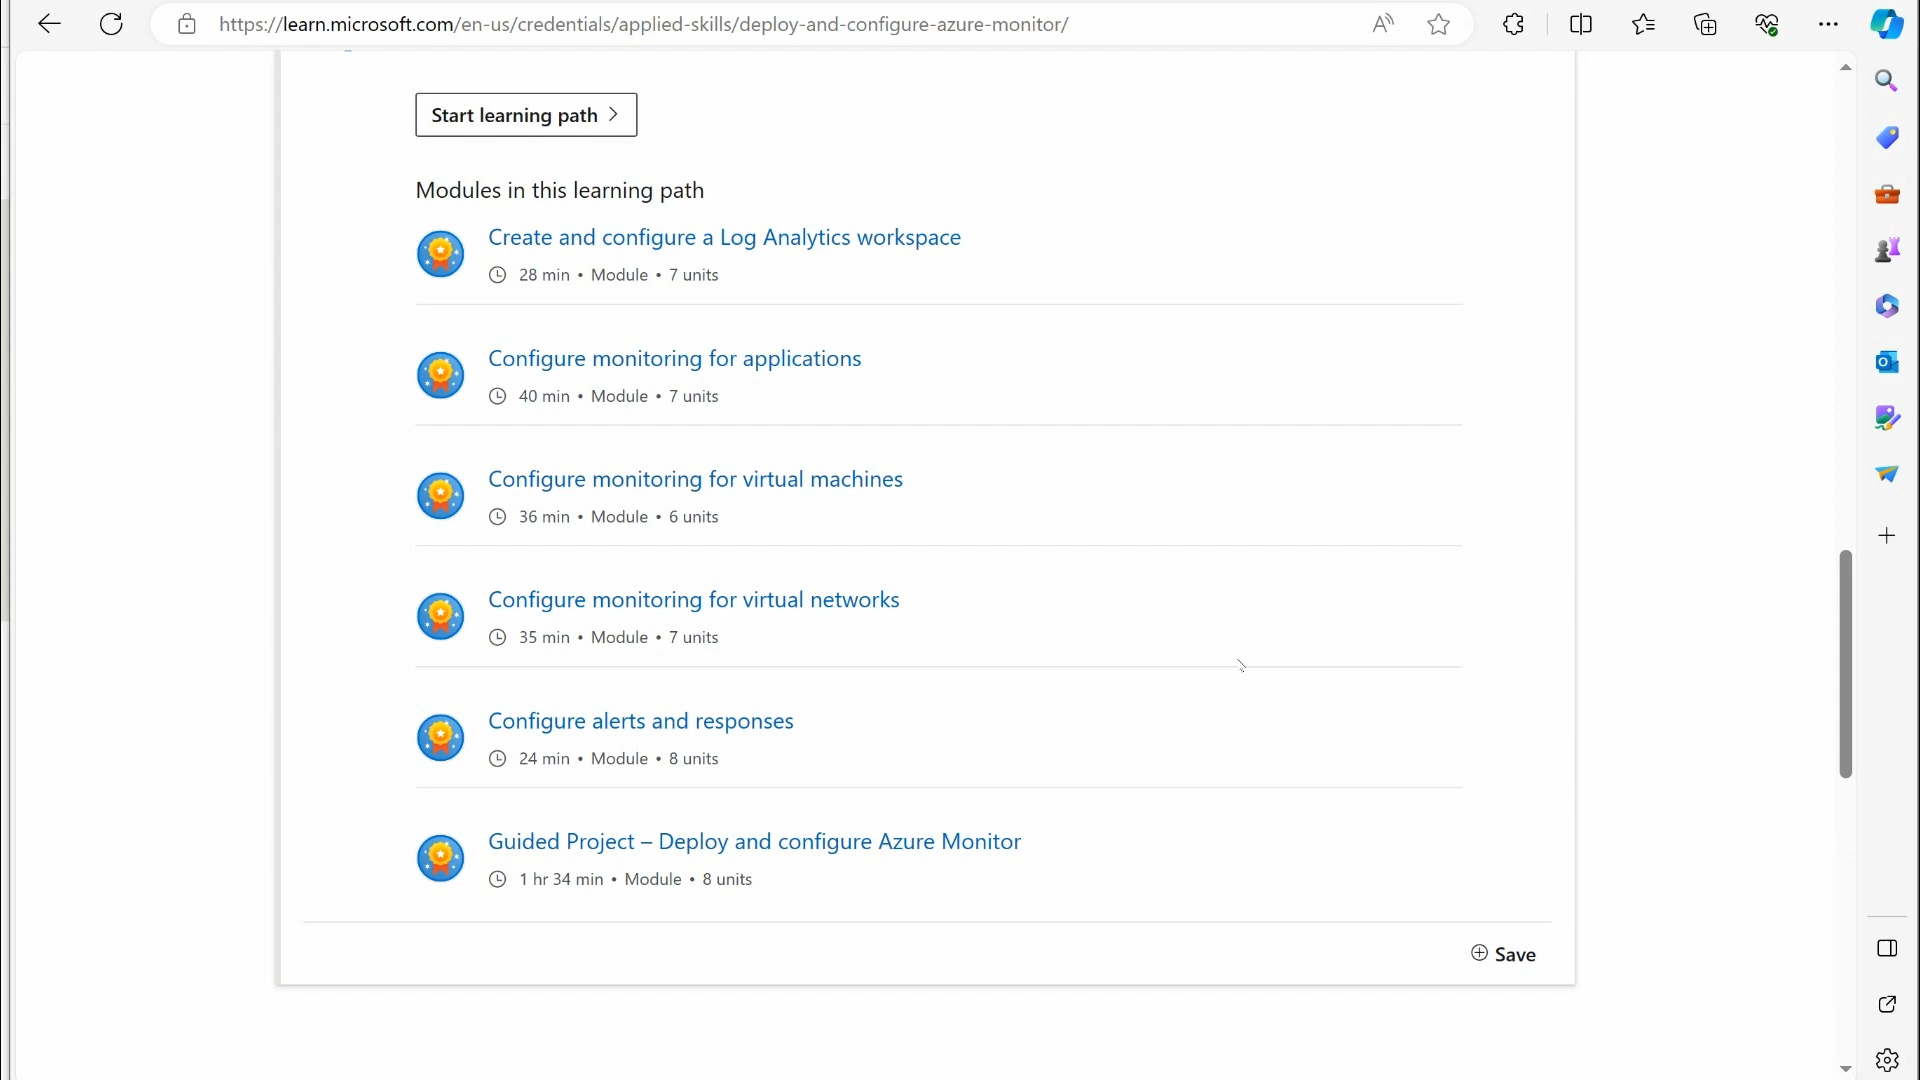 https://learn.microsoft.com/en-us/credentials/applied-skills/deploy-and-configure-azure-monitor/
Start learning path
Modules in this learning path
Create and configure a Log Analytics workspace
28 min • Module • 7 units
Configure monitoring for applications
40 min • Module • 7 units
Configure monitoring for virtual machines
36 min • Module • 6 units
Configure monitoring for virtual networks
35 min • Module • 7 units
Configure alerts and responses
24 min • Module • 8 units
Guided Project – Deploy and configure Azure Monitor
1 hr 34 min • Module • 8 units
Save